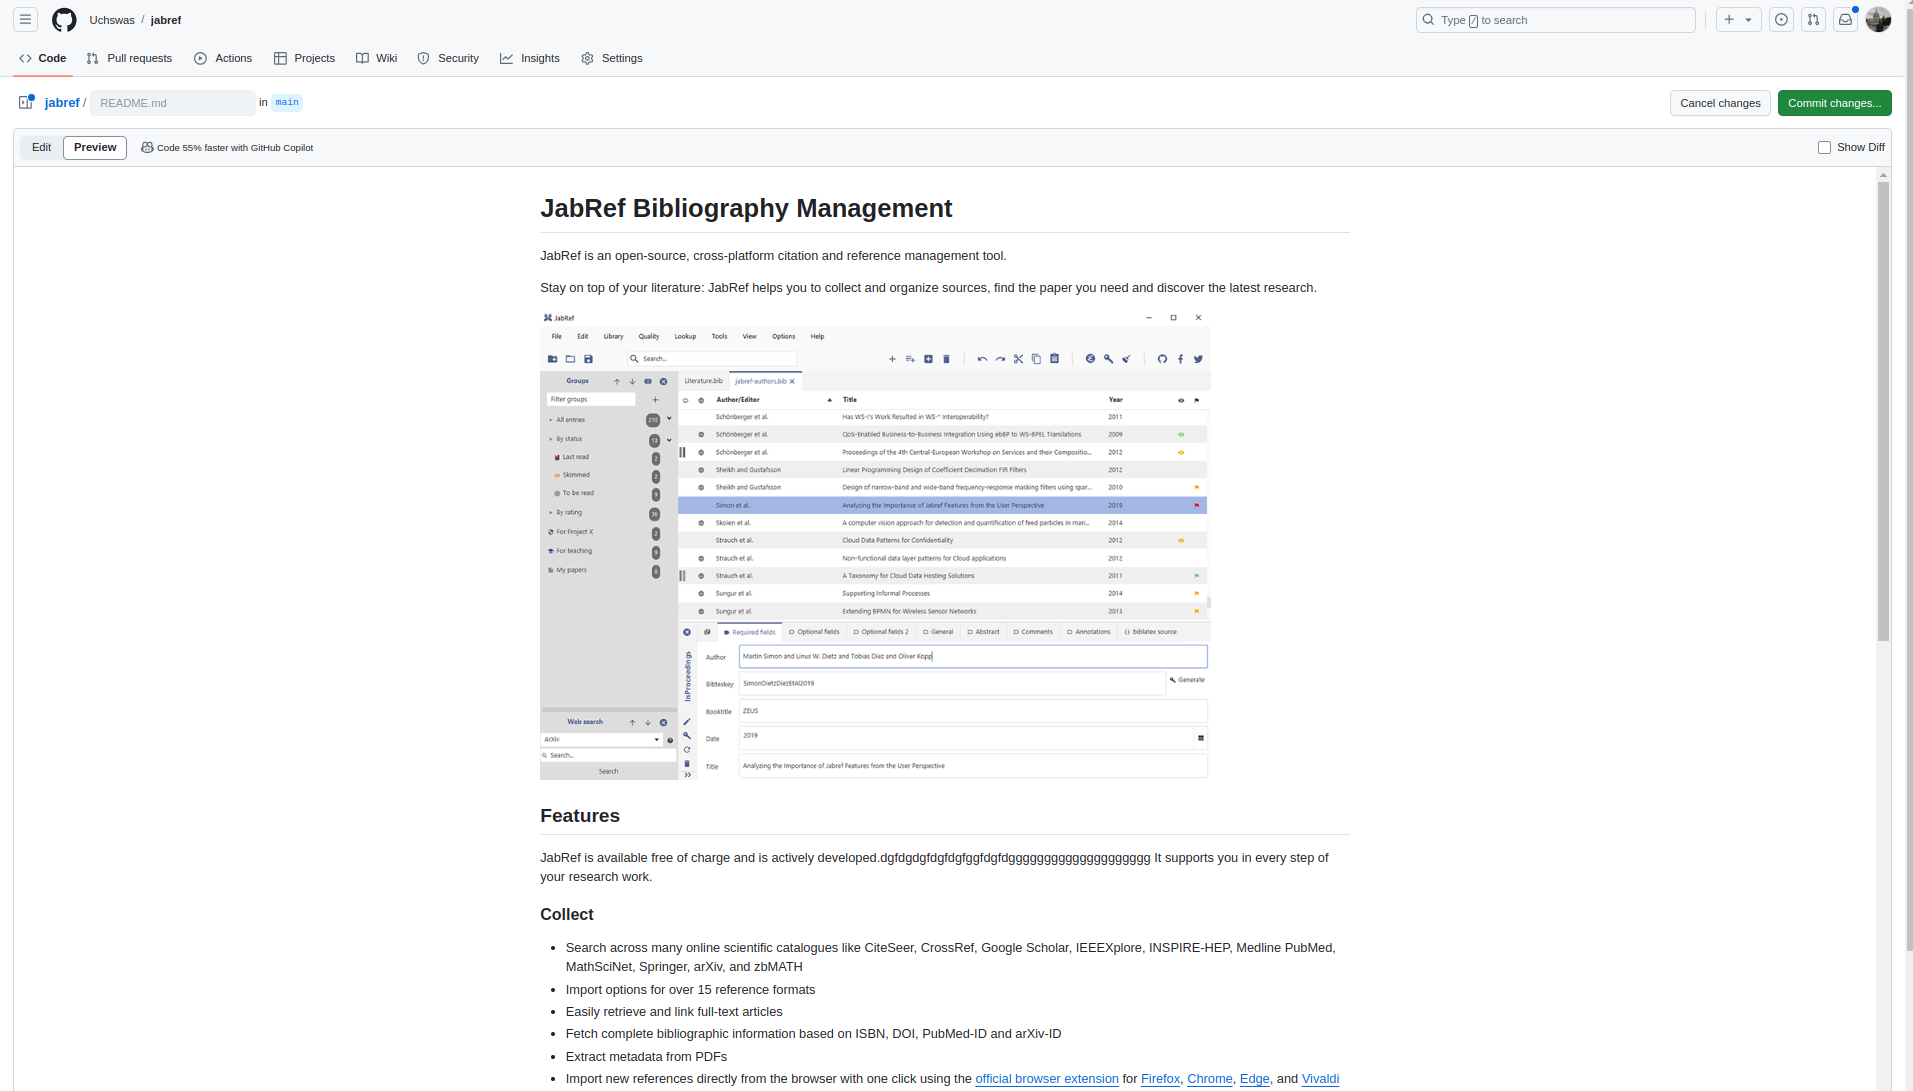 Uchswas / jabref
Type / to search
Code Pull requests Actions Projects Wiki Security Insights Settings
jabref / README.md in main
Cancel changes Commit changes...
Edit Preview Code 55% faster with GitHub Copilot Show Diff
JabRef Bibliography Management
JabRef is an open-source, cross-platform citation and reference management tool.
Stay on top of your literature: JabRef helps you to collect and organize sources, find the paper you need and discover the latest research.
JabRef
File Edit Library Quality Lookup Tools View Options Help
Search...
Groups Literature.bib jabref-authors.bib
Filter groups Author/Editor Title Year
All entries 210 Schönberger et al. Has WS-I's Work Resulted in WS-* Interoperability? 2011
By status 13 Schönberger et al. QoS-Enabled Business-to-Business Integration Using ebBP to WS-BPEL Translations 2009
Last read 2 Schönberger et al. Proceedings of the 4th Central-European Workshop on Services and their Compositio... 2012
Skimmed 2 Sheikh and Gustafsson Linear Programming Design of Coefficient Decimation FIR Filters 2012
To be read 9 Sheikh and Gustafsson Design of narrow-band and wide-band frequency-response masking filters using spar... 2010
By rating 36 Simon et al. Analyzing the Importance of Jabref Features from the User Perspective 2019
Skoien et al. A computer vision approach for detection and quantification of feed particles in mari... 2014
For Project X 2 Strauch et al. Cloud Data Patterns for Confidentiality 2012
For teaching 9 Strauch et al. Non-functional data layer patterns for Cloud applications 2012
My papers 8 Strauch et al. A Taxonomy for Cloud Data Hosting Solutions 2011
Sungur et al. Supporting Informal Processes 2014
Sungur et al. Extending BPMN for Wireless Sensor Networks 2013
Required fields Optional fields Optional fields 2 General Abstract Comments Annotations {} biblatex source
InProceedings
Author Martin Simon and Linus W. Dietz and Tobias Diez and Oliver Kopp
Bibtexkey SimonDietzDiezEtAl2019 Generate
Booktitle ZEUS
Web search
Date 2019
ArXiv
Search...
Title Analyzing the Importance of Jabref Features from the User Perspective
Search
Features
JabRef is available free of charge and is actively developed.dgfdgdgfdgfdgfggfdgfdgggggggggggggggggggg It supports you in every step of
your research work.
Collect
Search across many online scientific catalogues like CiteSeer, CrossRef, Google Scholar, IEEEXplore, INSPIRE-HEP, Medline PubMed,
MathSciNet, Springer, arXiv, and zbMATH
Import options for over 15 reference formats
Easily retrieve and link full-text articles
Fetch complete bibliographic information based on ISBN, DOI, PubMed-ID and arXiv-ID
Extract metadata from PDFs
Import new references directly from the browser with one click using the official browser extension for Firefox, Chrome, Edge, and Vivaldi